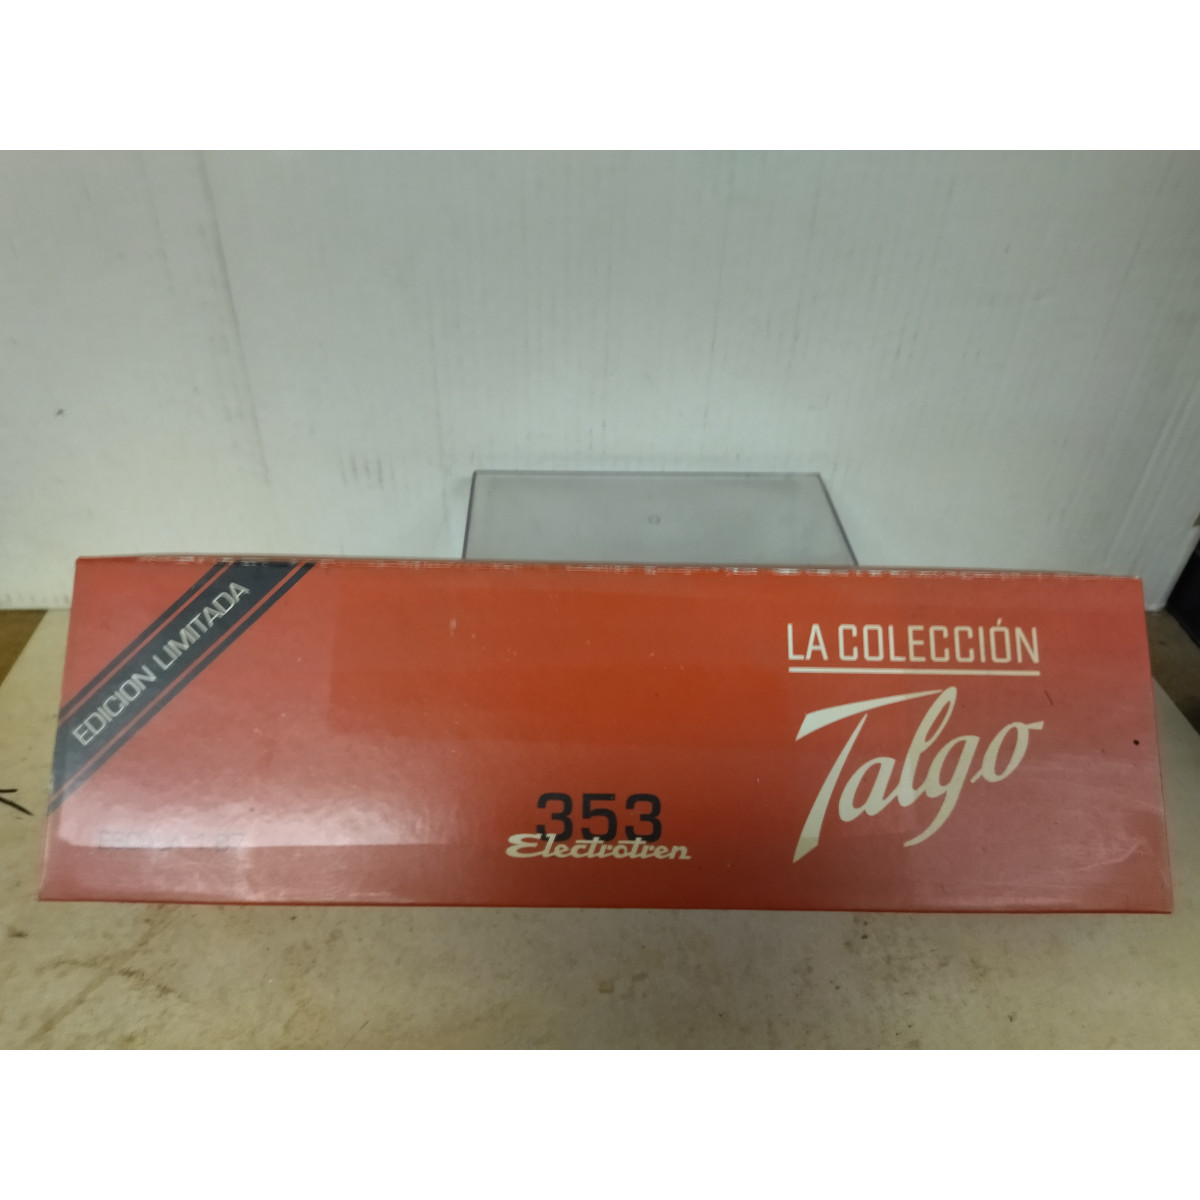 EDICION LIMITADA
LA COLECCIÓN
Talgo
353
Electrotren